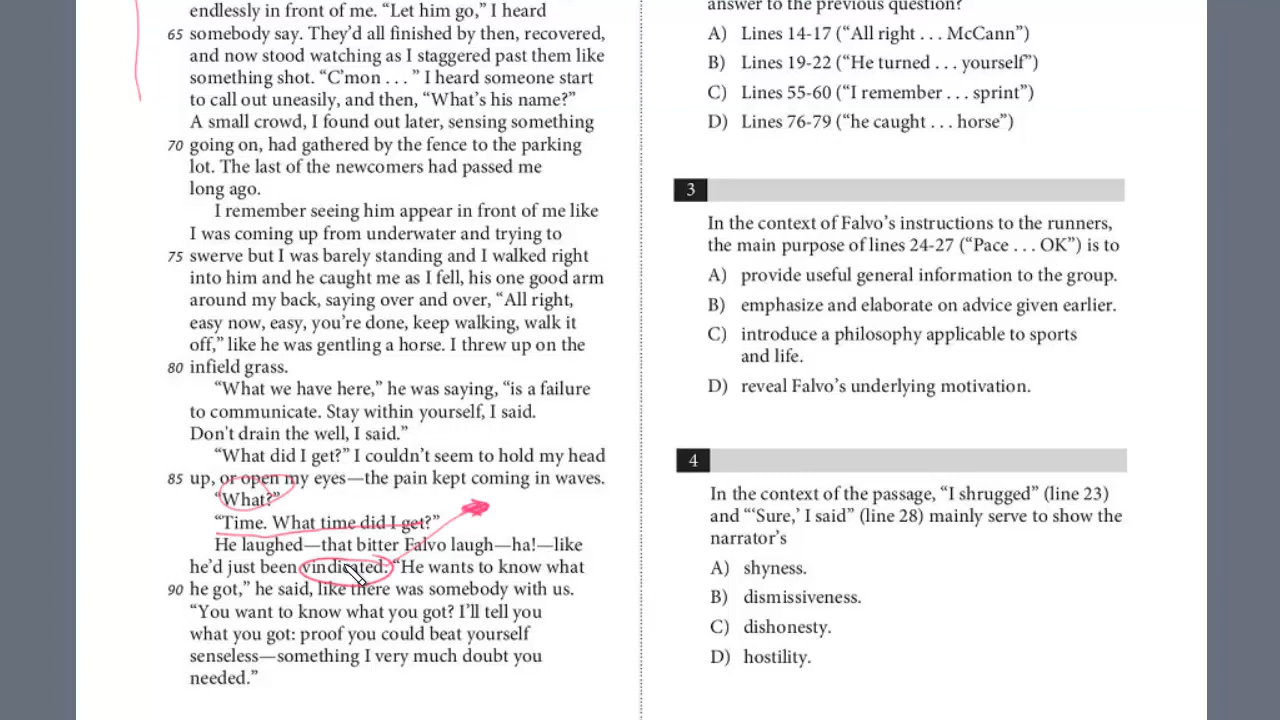 endlessly in front of me. “Let him go,” I heard
65 somebody say. They’d all finished by then, recovered,
and now stood watching as I staggered past them like
something shot. “C’mon . . . ” I heard someone start
to call out uneasily, and then, “What’s his name?”
A small crowd, I found out later, sensing something
70 going on, had gathered by the fence to the parking
lot. The last of the newcomers had passed me
long ago.
I remember seeing him appear in front of me like
I was coming up from underwater and trying to
75 swerve but I was barely standing and I walked right
into him and he caught me as I fell, his one good arm
around my back, saying over and over, “All right,
easy now, easy, you’re done, keep walking, walk it
off,” like he was gentling a horse. I threw up on the
80 infield grass.
“What we have here,” he was saying, “is a failure
to communicate. Stay within yourself, I said.
Don't drain the well, I said.”
“What did I get?” I couldn’t seem to hold my head
85 up, or open my eyes—the pain kept coming in waves.
“What?”
“Time. What time did I get?”
He laughed—that bitter Falvo laugh—ha!—like
he’d just been vindicated. “He wants to know what
90 he got,” he said, like there was somebody with us.
“You want to know what you got? I’ll tell you
what you got: proof you could beat yourself
senseless—something I very much doubt you
needed.”
answer to the previous question?
A) Lines 14-17 (“All right . . . McCann”)
B) Lines 19-22 (“He turned . . . yourself”)
C) Lines 55-60 (“I remember . . . sprint”)
D) Lines 76-79 (“he caught . . . horse”)
3
In the context of Falvo’s instructions to the runners,
the main purpose of lines 24-27 (“Pace . . . OK”) is to
A) provide useful general information to the group.
B) emphasize and elaborate on advice given earlier.
C) introduce a philosophy applicable to sports
and life.
D) reveal Falvo’s underlying motivation.
4
In the context of the passage, “I shrugged” (line 23)
and “‘Sure,’ I said” (line 28) mainly serve to show the
narrator’s
A) shyness.
B) dismissiveness.
C) dishonesty.
D) hostility.